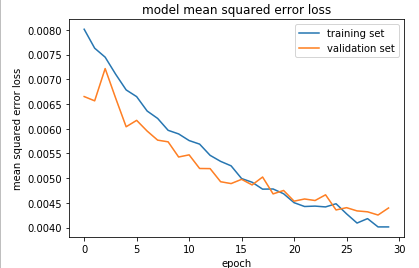 model mean squared error loss
training set
validation set
mean squared error loss
0.0080
0.0075
0.0070
0.0065
0.0060
0.0055
0.0050
0.0045
0.0040
0 5 10 15 20 25 30
epoch